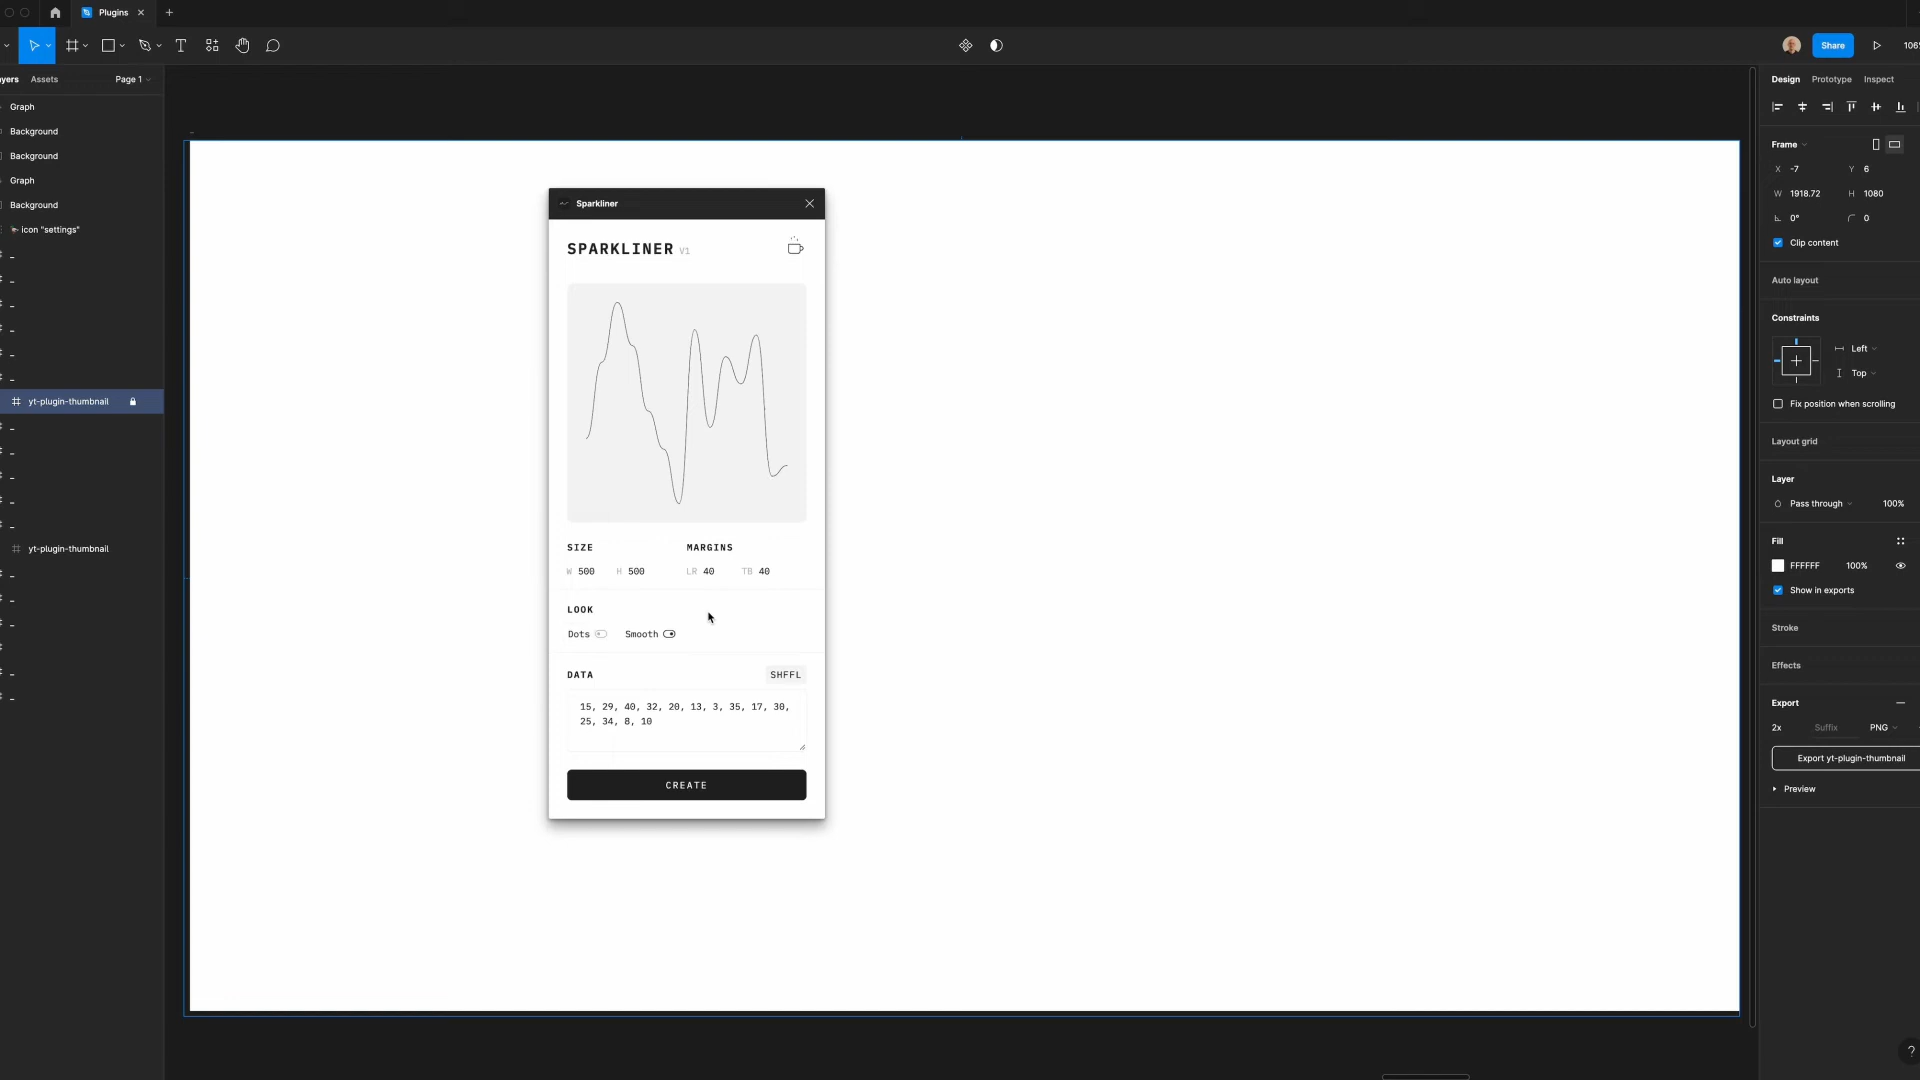 Plugins
Share
106
ayers
Assets
Page 1
Graph
Background
Background
Graph
Background
icon "settings"
_
_
_
_
_
_
yt-plugin-thumbnail
_
_
_
_
_
yt-plugin-thumbnail
_
_
_
_
_
_
Sparkliner
SPARKLINER V1
SIZE
MARGINS
W 500
H 500
LR 40
TB 40
LOOK
Dots
Smooth
DATA
SHFFL
15, 29, 40, 32, 20, 13, 3, 35, 17, 30,
25, 34, 8, 10
CREATE
Design
Prototype
Inspect
Frame
X -7
Y 6
W 1918.72
H 1080
0°
0
Clip content
Auto layout
Constraints
Left
Top
Fix position when scrolling
Layout grid
Layer
Pass through
100%
Fill
FFFFFF
100%
Show in exports
Stroke
Effects
Export
2x
Suffix
PNG
Export yt-plugin-thumbnail
Preview
?